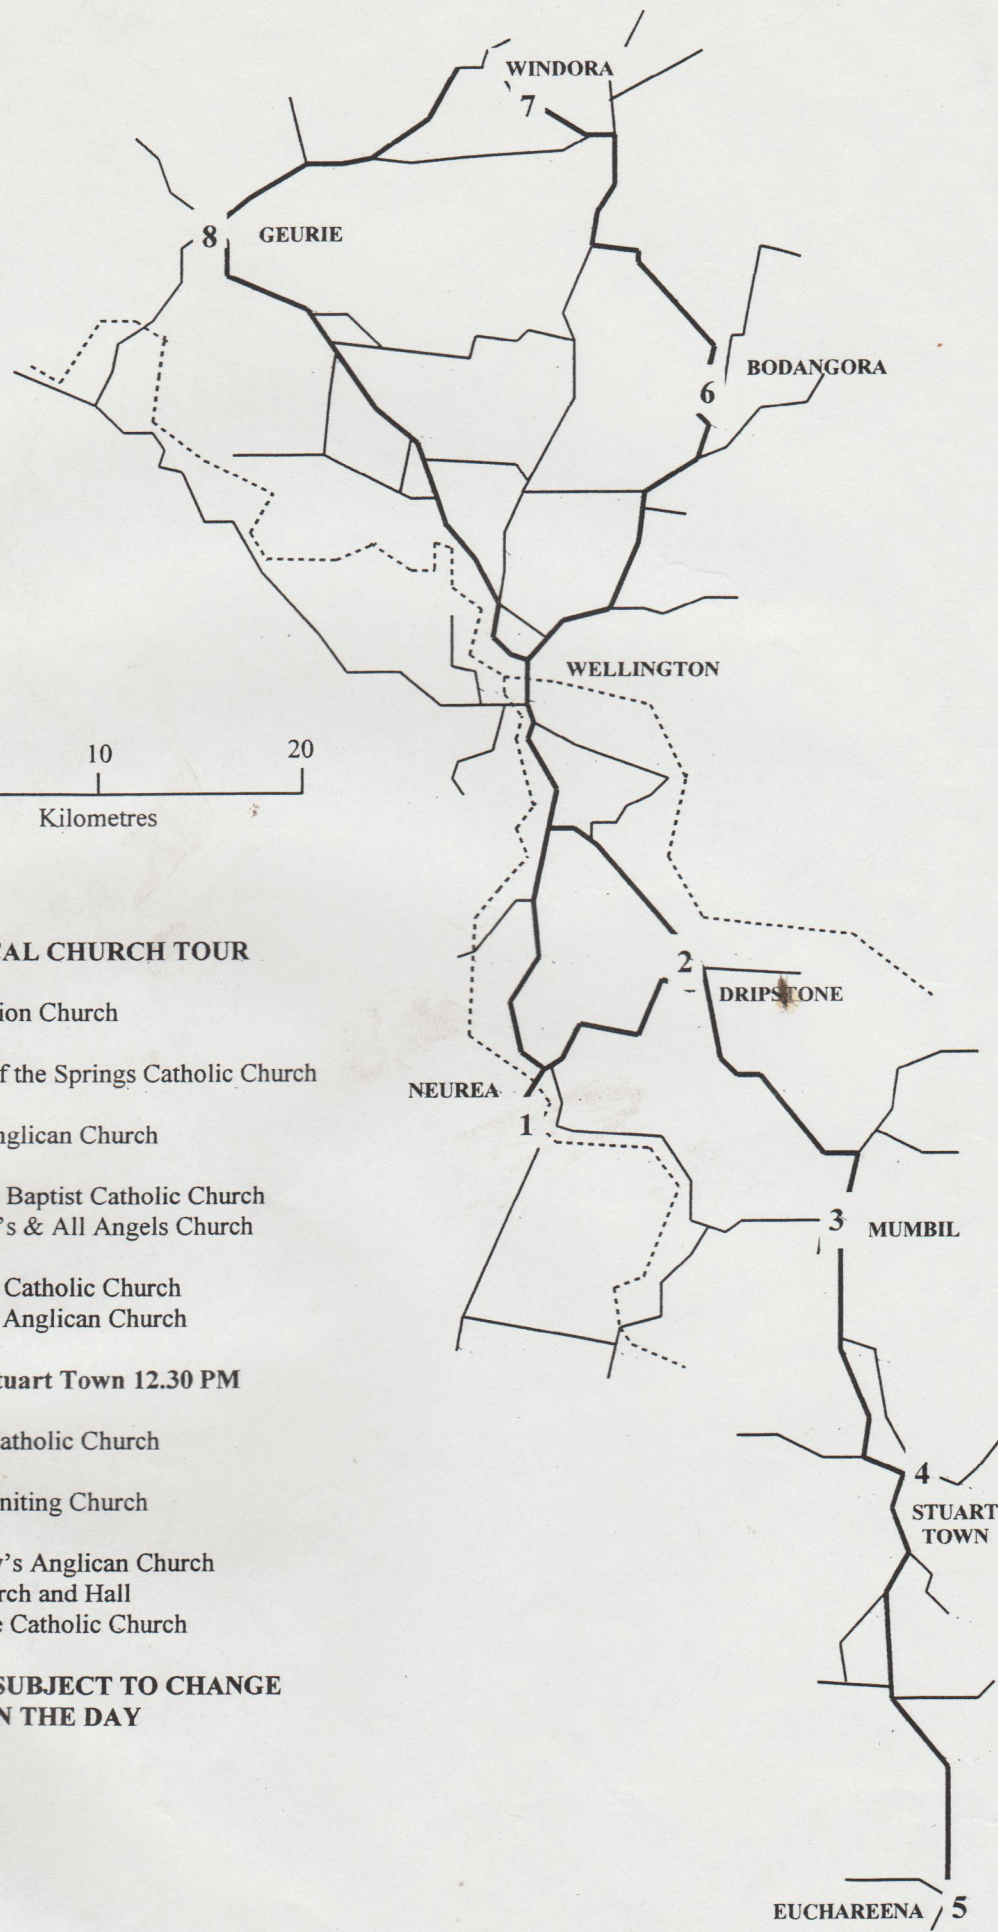 WINDORA
7
8
GEURIE
BODANGORA
6
WELLINGTON
10
20
Kilometres
CAL CHURCH TOUR
ion Church
f the Springs Catholic Church
nglican Church
Baptist Catholic Church
's & All Angels Church
Catholic Church
Anglican Church
tuart Town 12.30 PM
atholic Church
niting Church
y's Anglican Church
rch and Hall
e Catholic Church
SUBJECT TO CHANGE
N THE DAY
2
DRIPSTONE
NEUREA
1
3
MUMBIL
4
STUART
TOWN
EUCHAREENA
5